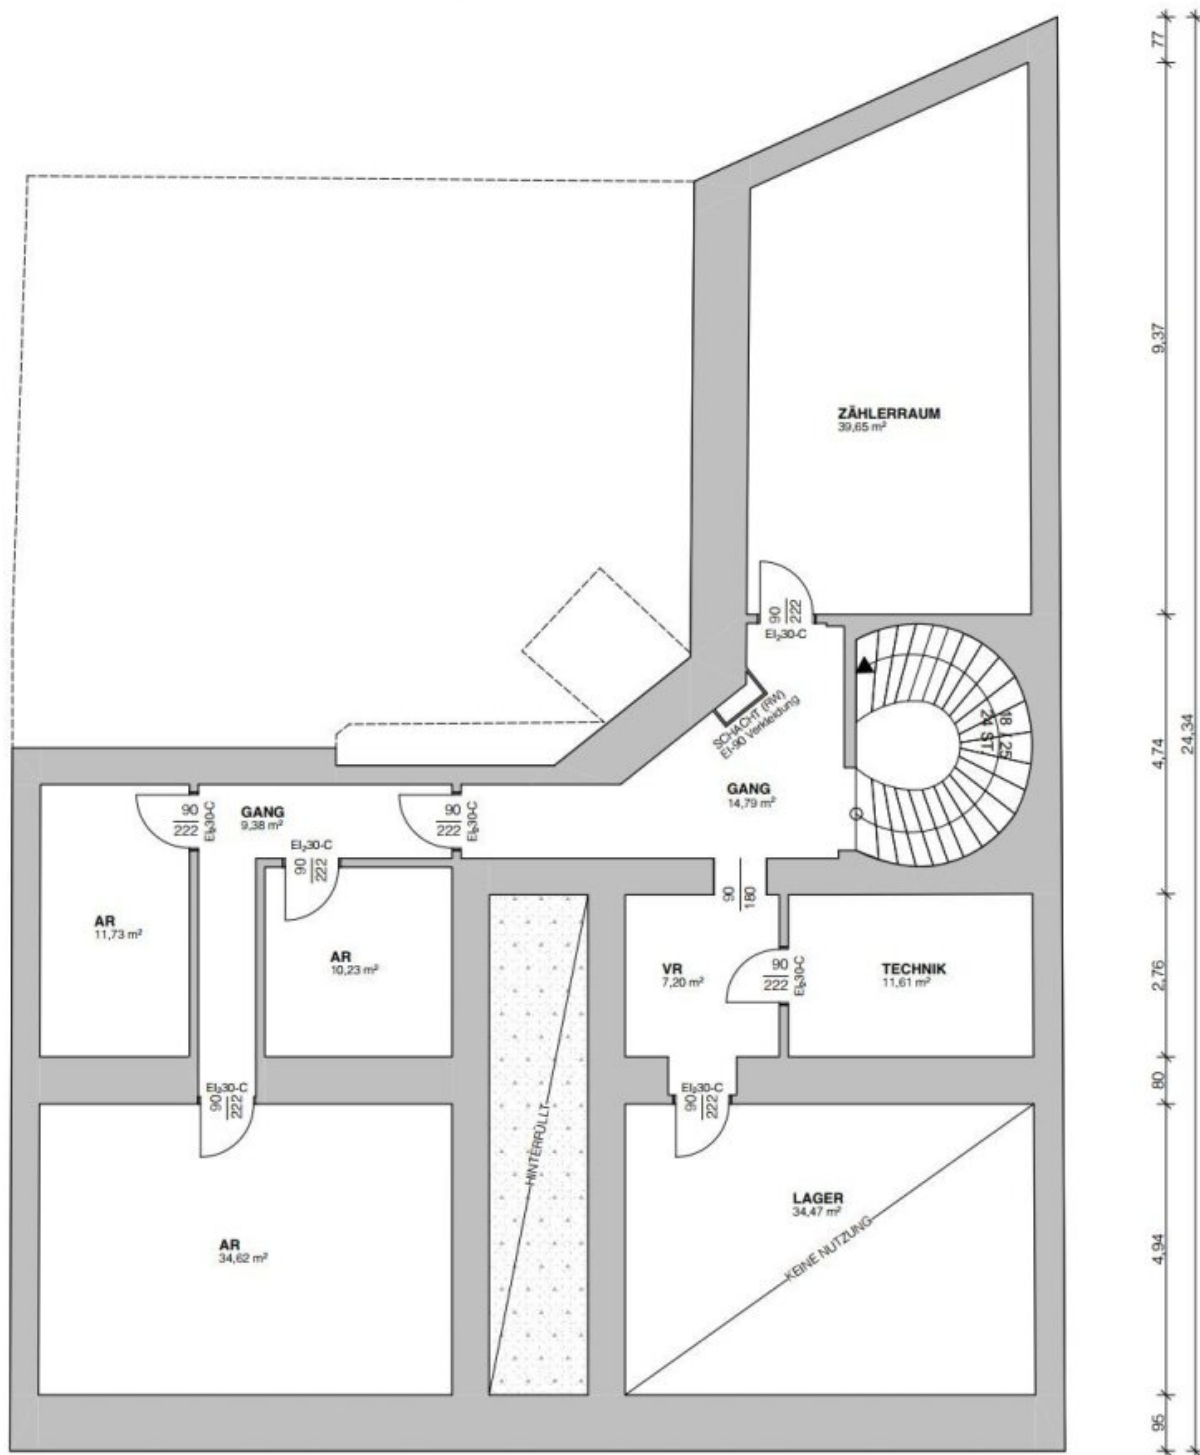 77
9,37
ZÄHLERRAUM
39,65 m²
90
222
EI₂30-C
SCHACHT (RW)
EI-90 Verkleidung
24 ST
18 / 25
4,74
24,34
GANG
14,79 m²
90
222
EI₂30-C
GANG
9,38 m²
90
222
EI₂30-C
EI₂30-C
90
222
90
180
AR
11,73 m²
AR
10,23 m²
VR
7,20 m²
90
222
EI₂30-C
TECHNIK
11,61 m²
2,76
EI₂30-C
90
222
EI₂30-C
90
222
80
HINTERFÜLLT
LAGER
34,47 m²
KEINE NUTZUNG
AR
34,62 m²
4,94
95